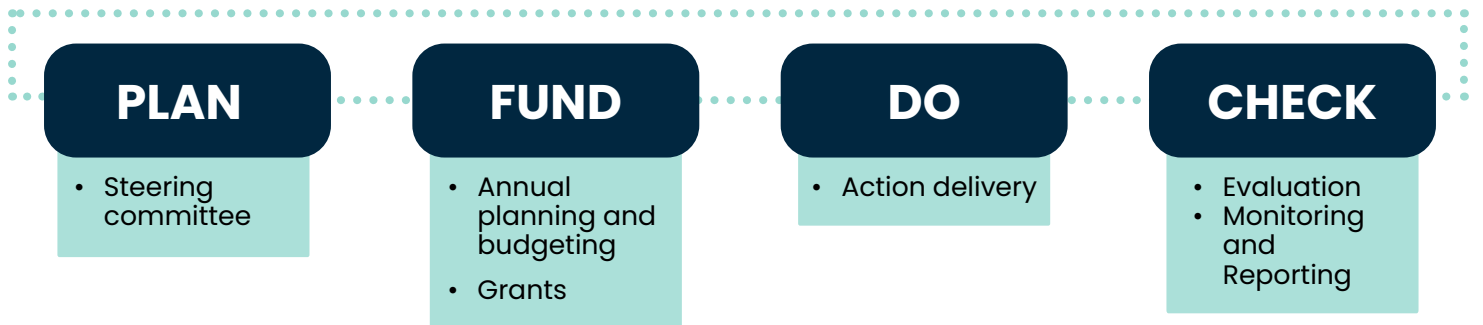 PLAN
• Steering
committee
FUND
• Annual
planning and
budgeting
• Grants
DO
• Action delivery
CHECK
• Evaluation
• Monitoring
and
Reporting